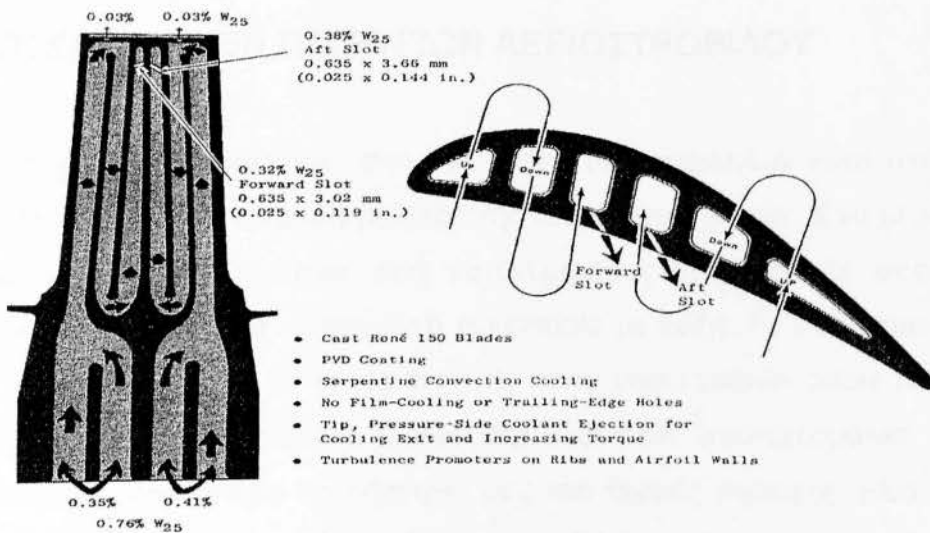 0.03%
0.03% W25
0.38% W25
Aft Slot
0.635 x 3.66 mm
(0.025 x 0.144 in.)
0.32% W25
Forward Slot
0.635 x 3.02 mm
(0.025 x 0.119 in.)
Up
Down
Down
UP
Forward
Slot
Aft
Slot
• Cast René 150 Blades
• PVD Coating
• Serpentine Convection Cooling
• No Film-Cooling or Trailing-Edge Holes
• Tip, Pressure-Side Coolant Ejection for
Cooling Exit and Increasing Torque
• Turbulence Promoters on Ribs and Airfoil Walls
0.35%
0.41%
0.76% W25